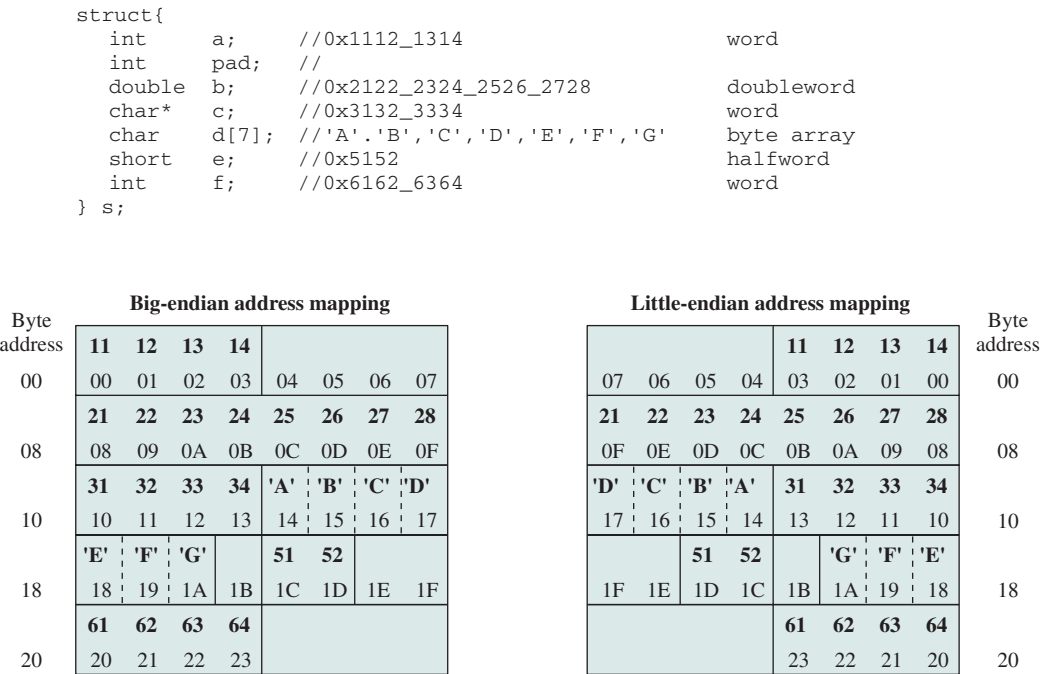 struct{
int a; //0x1112_1314 word
int pad; //
double b; //0x2122_2324_2526_2728 doubleword
char* c; //0x3132_3334 word
char d[7]; //'A'.'B','C','D','E','F','G' byte array
short e; //0x5152 halfword
int f; //0x6162_6364 word
} s;
Big-endian address mapping
Byte
address
11 12 13 14
00 00 01 02 03 04 05 06 07
21 22 23 24 25 26 27 28
08 08 09 0A 0B 0C 0D 0E 0F
31 32 33 34 'A' 'B' 'C' 'D'
10 10 11 12 13 14 15 16 17
'E' 'F' 'G' 51 52
18 18 19 1A 1B 1C 1D 1E 1F
61 62 63 64
20 20 21 22 23
Little-endian address mapping
Byte
address
11 12 13 14
07 06 05 04 03 02 01 00 00
21 22 23 24 25 26 27 28
0F 0E 0D 0C 0B 0A 09 08 08
'D' 'C' 'B' 'A' 31 32 33 34
17 16 15 14 13 12 11 10 10
51 52 'G' 'F' 'E'
1F 1E 1D 1C 1B 1A 19 18 18
61 62 63 64
23 22 21 20 20